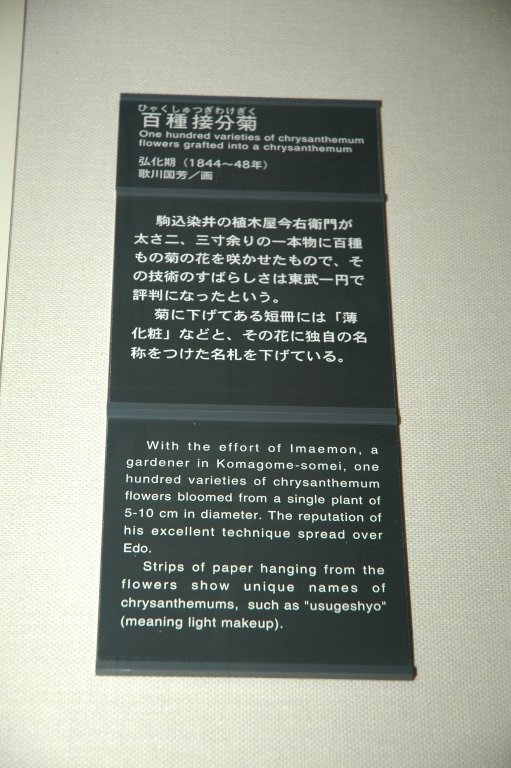 ひゃくしゅつぎわけぎく
百種接分菊
One hundred varieties of chrysanthemum
flowers grafted into a chrysanthemum
弘化期（1844～48年）
歌川国芳／画
駒込染井の植木屋今右衛門が
太さ二、三寸余りの一本物に百種
もの菊の花を咲かせたもので、そ
の技術のすばらしさは東武一円で
評判になったという。
菊に下げてある短冊には「薄
化粧」などと、その花に独自の名
称をつけた名札を下げている。
With the effort of Imaemon, a
gardener in Komagome-somei, one
hundred varieties of chrysanthemum
flowers bloomed from a single plant of
5-10 cm in diameter. The reputation of
his excellent technique spread over
Edo.
Strips of paper hanging from the
flowers show unique names of
chrysanthemums, such as "usugeshyo"
(meaning light makeup).